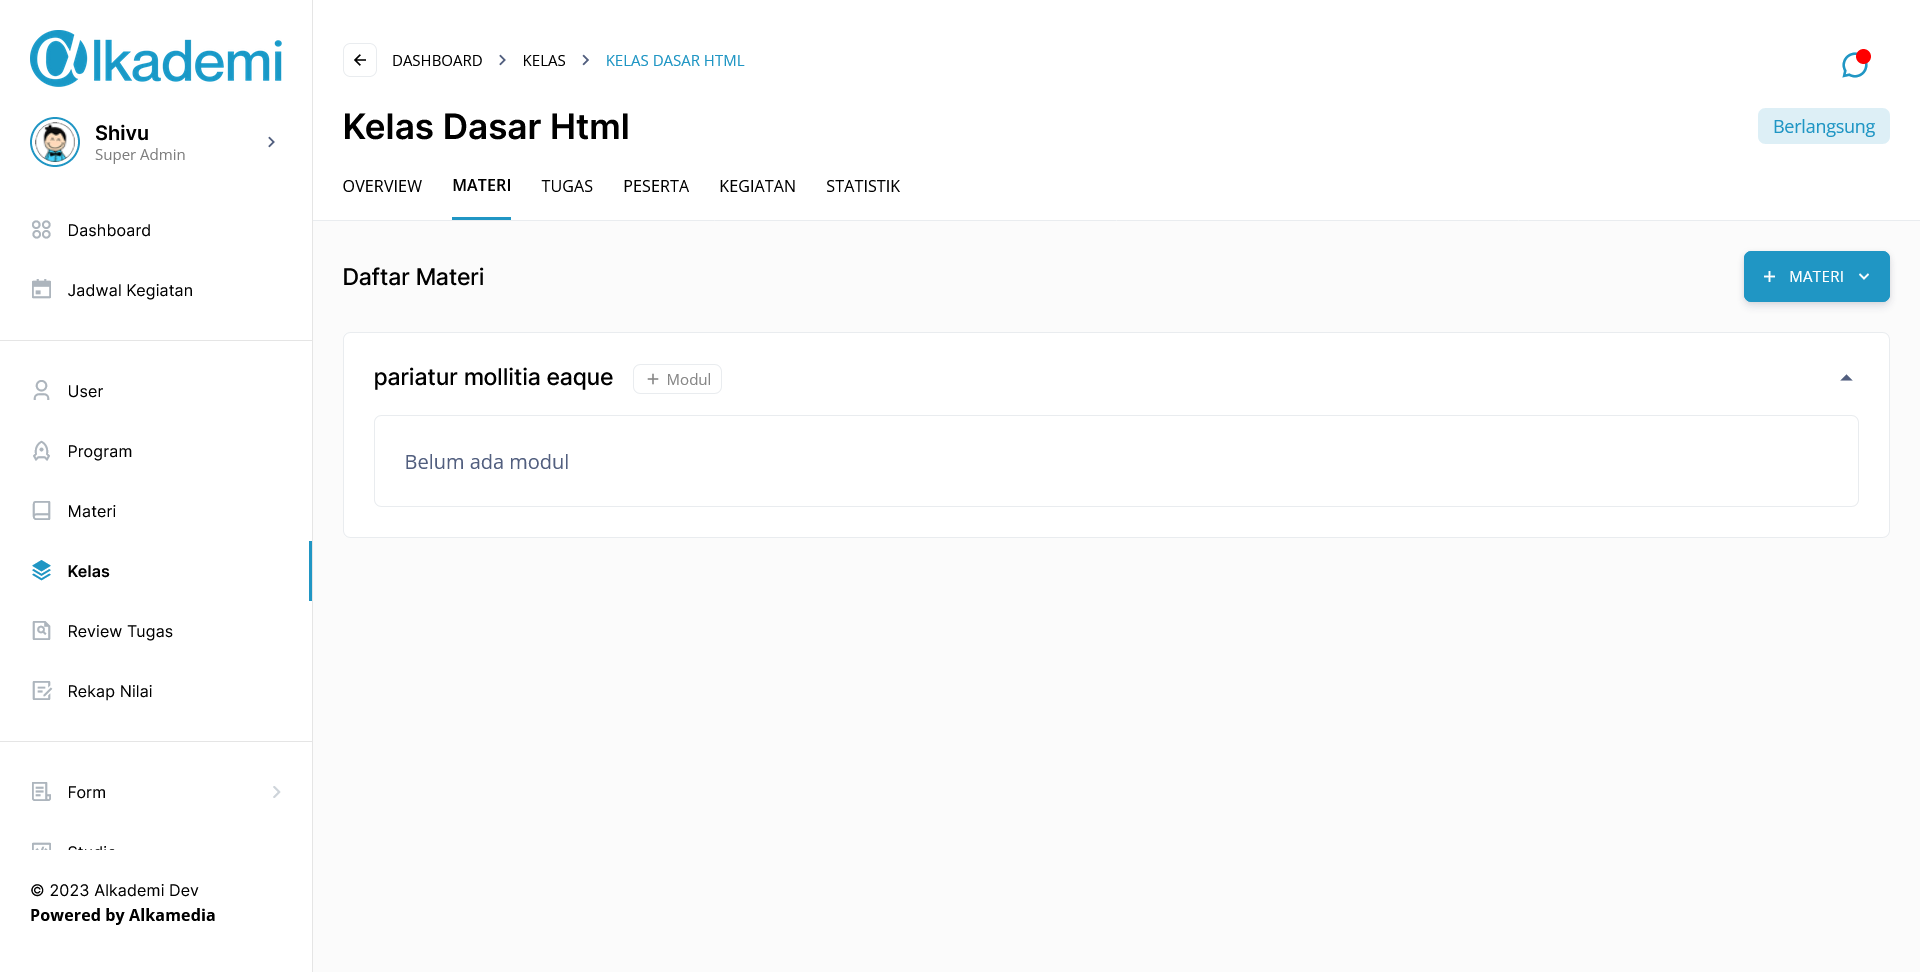 Alkademi
Shivu
Super Admin
Dashboard
Jadwal Kegiatan
User
Program
Materi
Kelas
Review Tugas
Rekap Nilai
Form
© 2023 Alkademi Dev
Powered by Alkamedia
DASHBOARD > KELAS > KELAS DASAR HTML
Kelas Dasar Html
Berlangsung
OVERVIEW MATERI TUGAS PESERTA KEGIATAN STATISTIK
Daftar Materi
+ MATERI
pariatur mollitia eaque
+ Modul
Belum ada modul